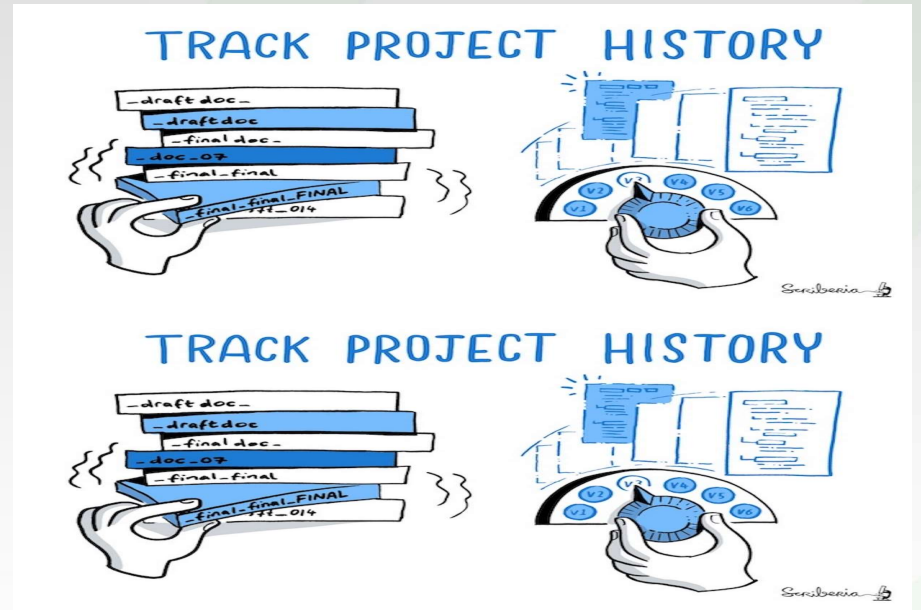 TRACK PROJECT HISTORY
_draft doc_
_draft doc
_final doc_
_doc_07
_final_final
_final_final_FINAL
_014
V1
V2
V3
V4
V5
V6
Scriberia
TRACK PROJECT HISTORY
_draft doc_
_draft doc
_final doc_
_doc_07
_final_final
_final_final_FINAL
_014
V1
V2
V3
V4
V5
V6
Scriberia